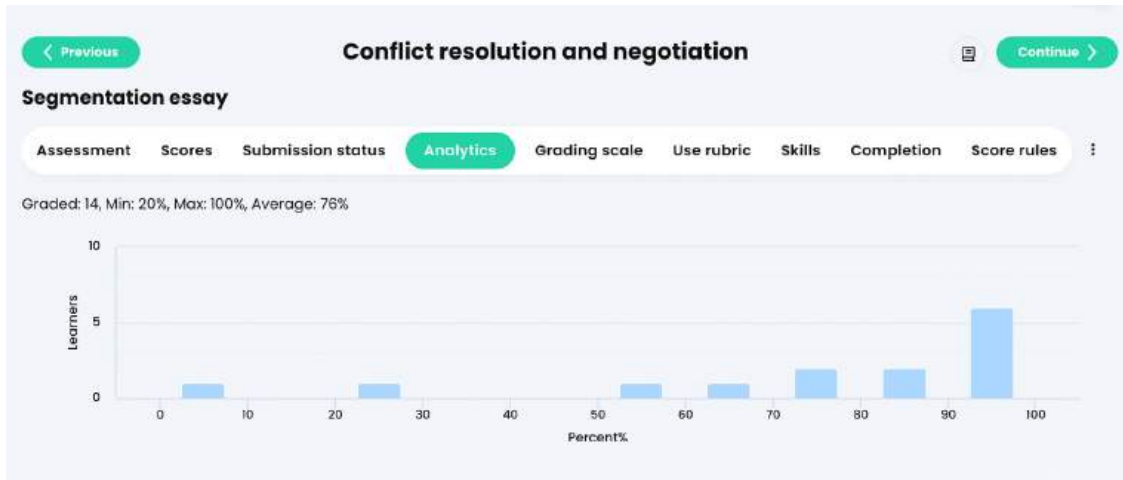 Previous
Conflict resolution and negotiation
Continue
Segmentation essay
Assessment Scores Submission status Analytics Grading scale Use rubric Skills Completion Score rules
Graded: 14, Min: 20%, Max: 100%, Average: 76%
10
5
0
Learners
0 10 20 30 40 50 60 70 80 90 100
Percent%